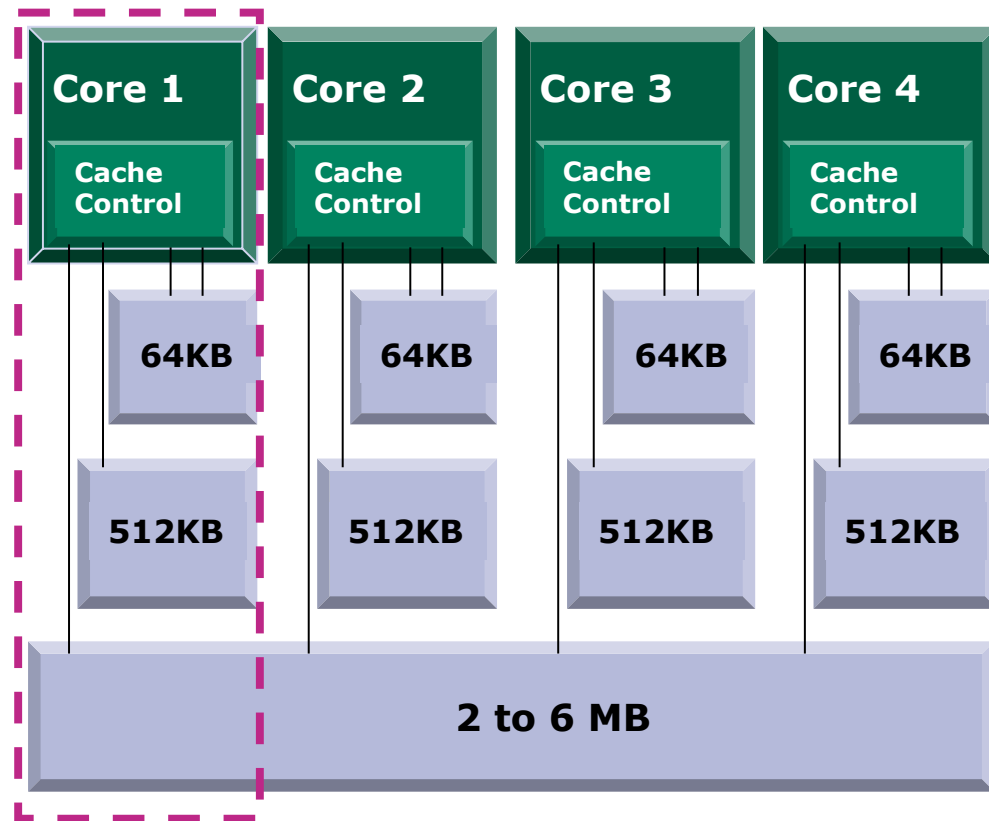 Core 1
Core 2
Core 3
Core 4
Cache
Control
Cache
Control
Cache
Control
Cache
Control
64KB
64KB
64KB
64KB
512KB
512KB
512KB
512KB
2 to 6 MB